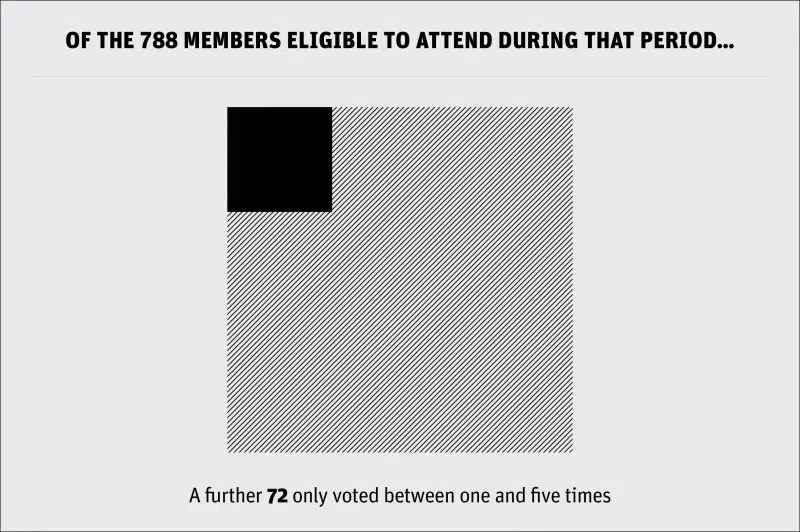 OF THE 788 MEMBERS ELIGIBLE TO ATTEND DURING THAT PERIOD...
A further 72 only voted between one and five times